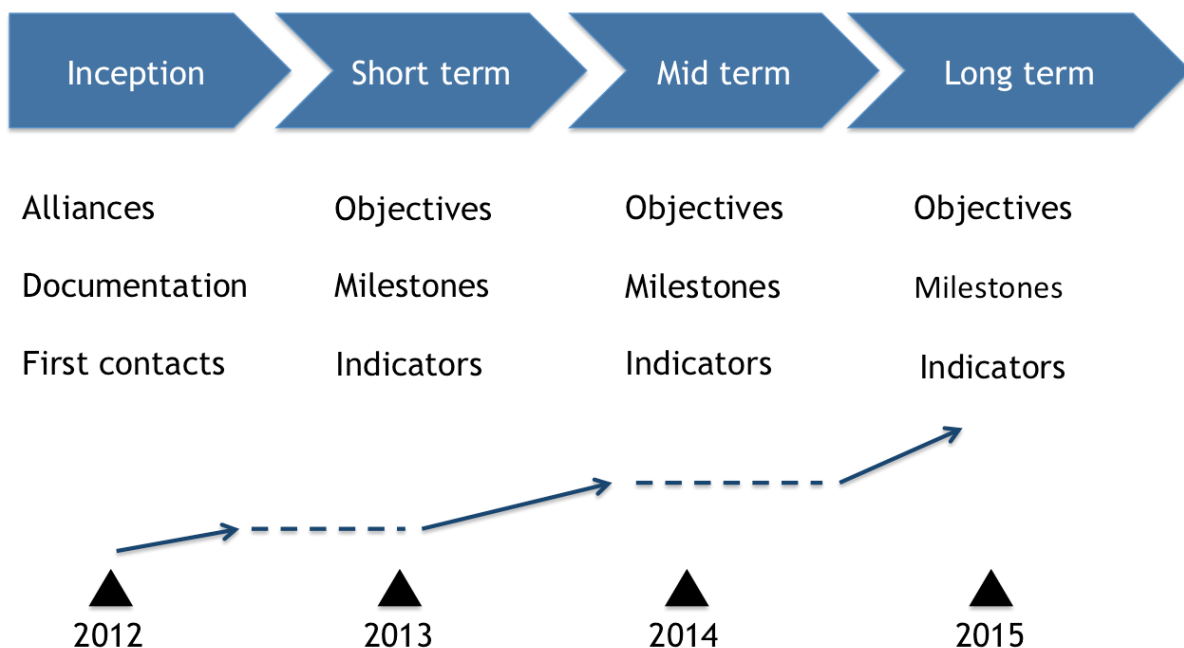 Inception
Short term
Mid term
Long term
Alliances
Objectives
Objectives
Objectives
Documentation
Milestones
Milestones
Milestones
First contacts
Indicators
Indicators
Indicators
2012
2013
2014
2015